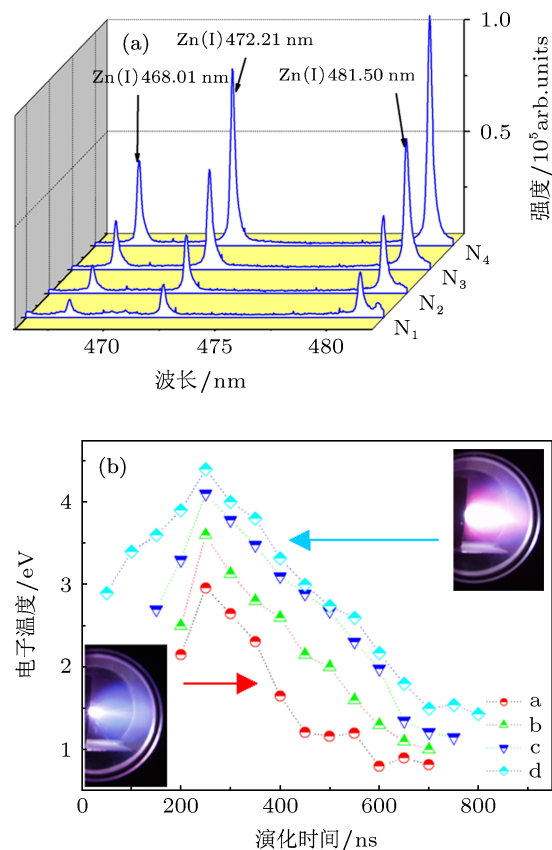 (a)
1.0
Zn(I) 472.21 nm
Zn(I) 468.01 nm
Zn(I) 481.50 nm
0.5
强度/10⁵arb.units
N₄
N₃
N₂
N₁
470 475 480
波长/nm
(b)
4
3
2
1
电子温度/eV
a
b
c
d
0 200 400 600 800
演化时间/ns